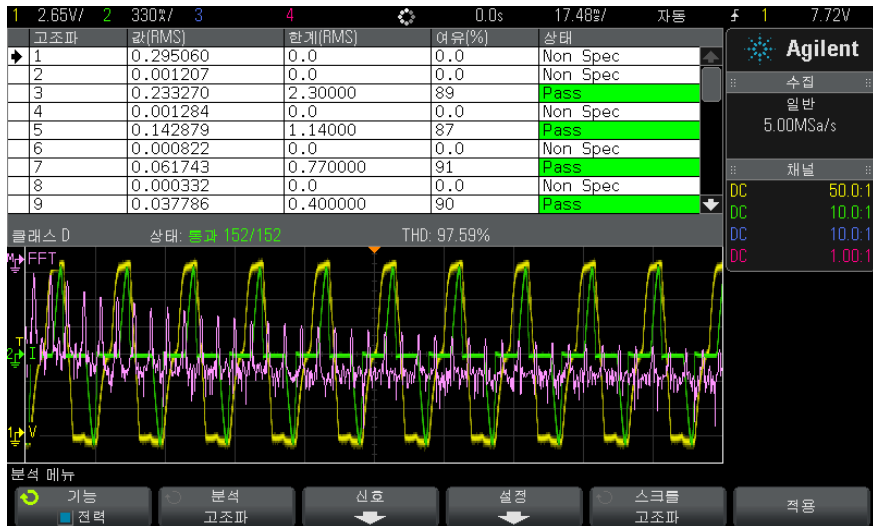 1 2.65V/ 2 330%/ 3 4 0.0s 17.48%/ 자동 1 7.72V
고조파 값(RMS) 한계(RMS) 여유(%) 상태
1 0.295060 0.0 0.0 Non Spec
2 0.001207 0.0 0.0 Non Spec
3 0.233270 2.30000 89 Pass
4 0.001284 0.0 0.0 Non Spec
5 0.142879 1.14000 87 Pass
6 0.000822 0.0 0.0 Non Spec
7 0.061743 0.770000 91 Pass
8 0.000332 0.0 0.0 Non Spec
9 0.037786 0.400000 90 Pass
Agilent
수집
일반
5.00MSa/s
채널
DC 50.0:1
DC 10.0:1
DC 10.0:1
DC 1.00:1
클래스 D 상태: 통과 152/152 THD: 97.59%
M FFT
T
2 I
1 V
분석 메뉴
기능 분석 신호 설정 스크롤 적용
전력 고조파 고조파